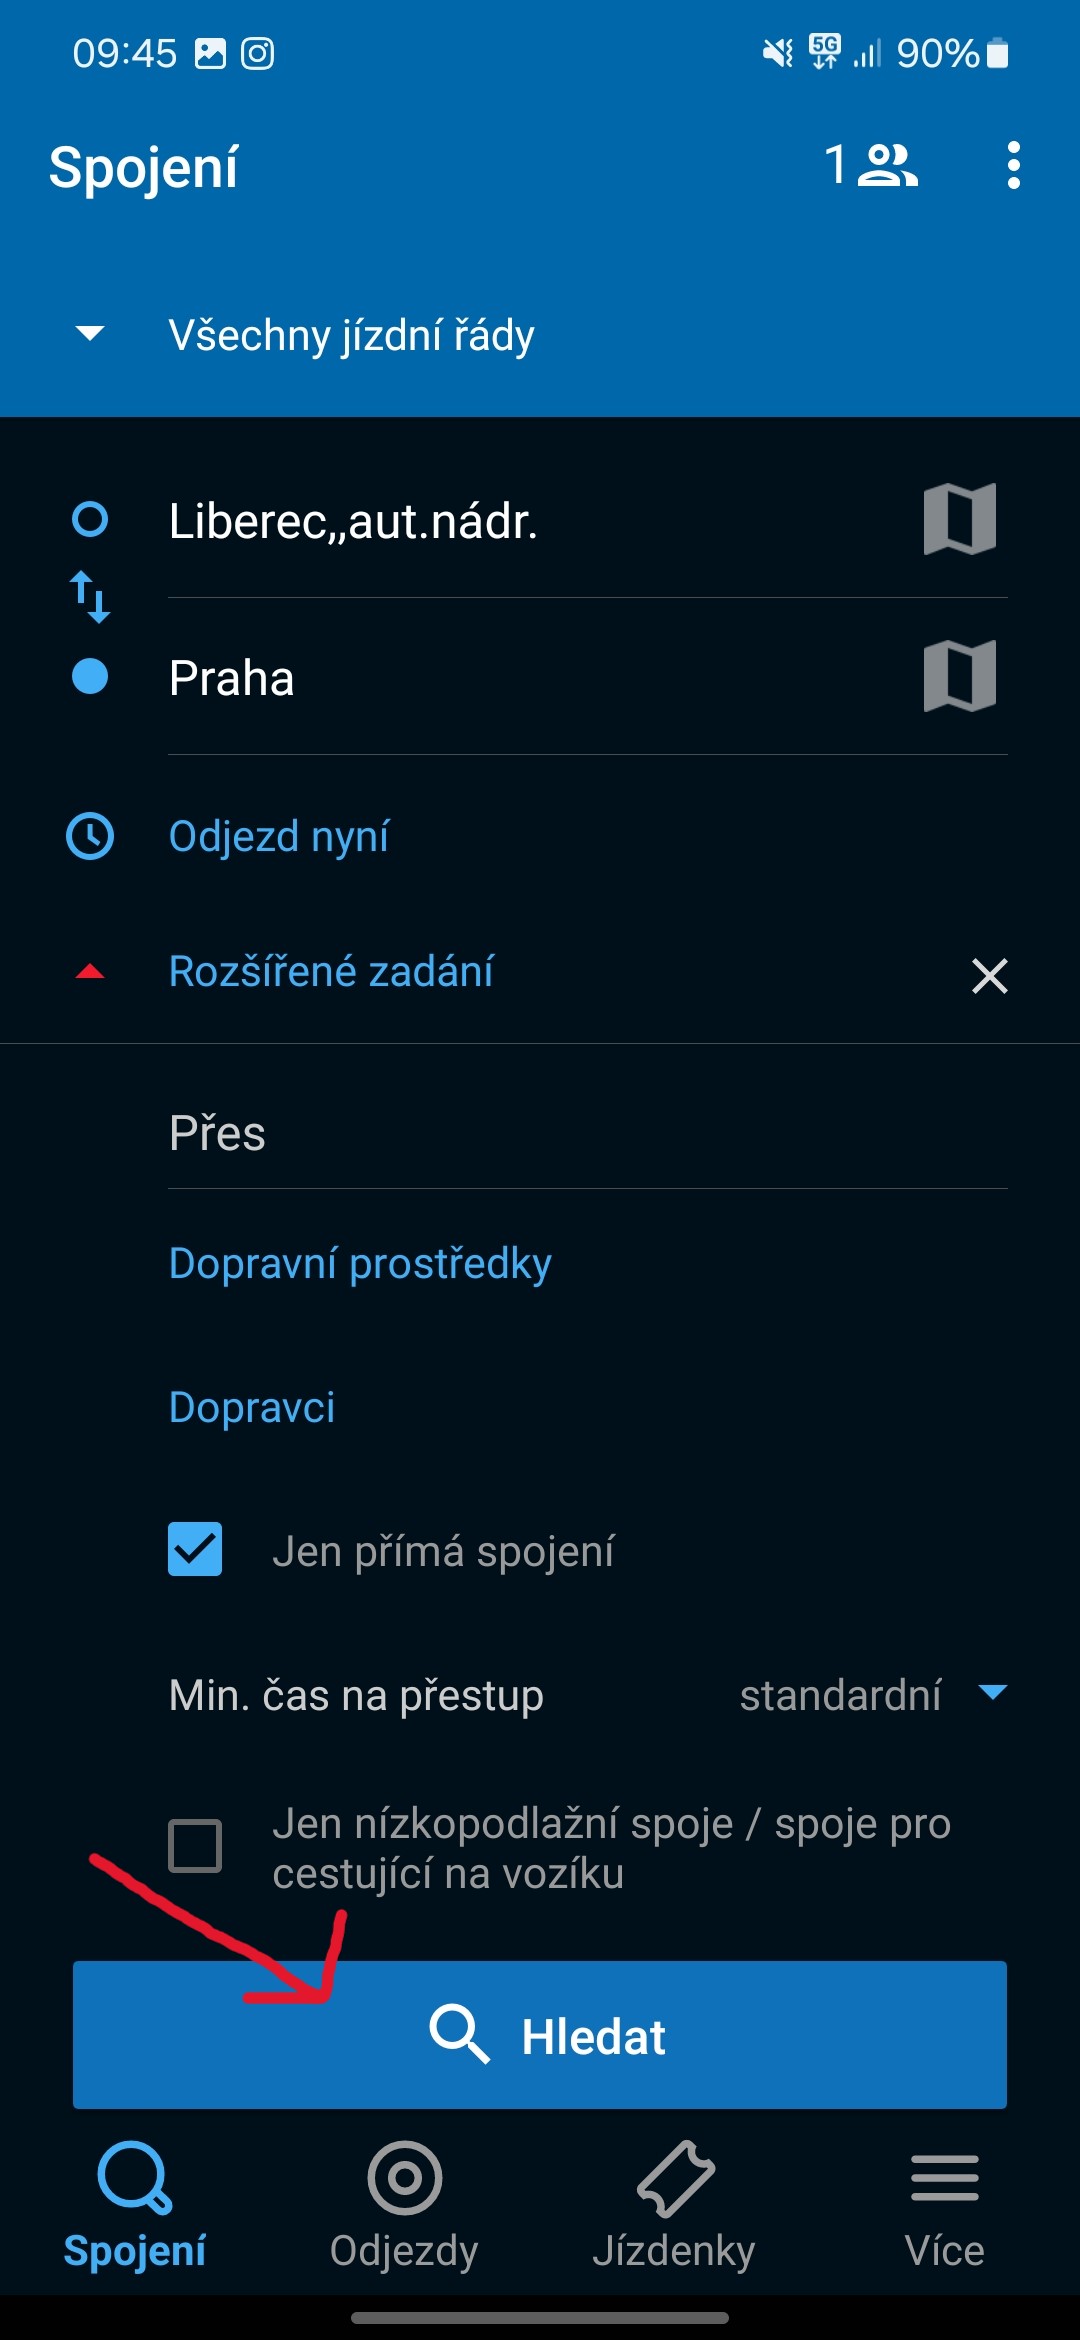 09:45 5G 90%
Spojení 1
Všechny jízdní řády
Liberec,,aut.nádr.
Praha
Odjezd nyní
Rozšířené zadání
Přes
Dopravní prostředky
Dopravci
Jen přímá spojení
Min. čas na přestup standardní
Jen nízkopodlažní spoje / spoje pro
cestující na vozíku
Hledat
Spojení Odjezdy Jízdenky Více